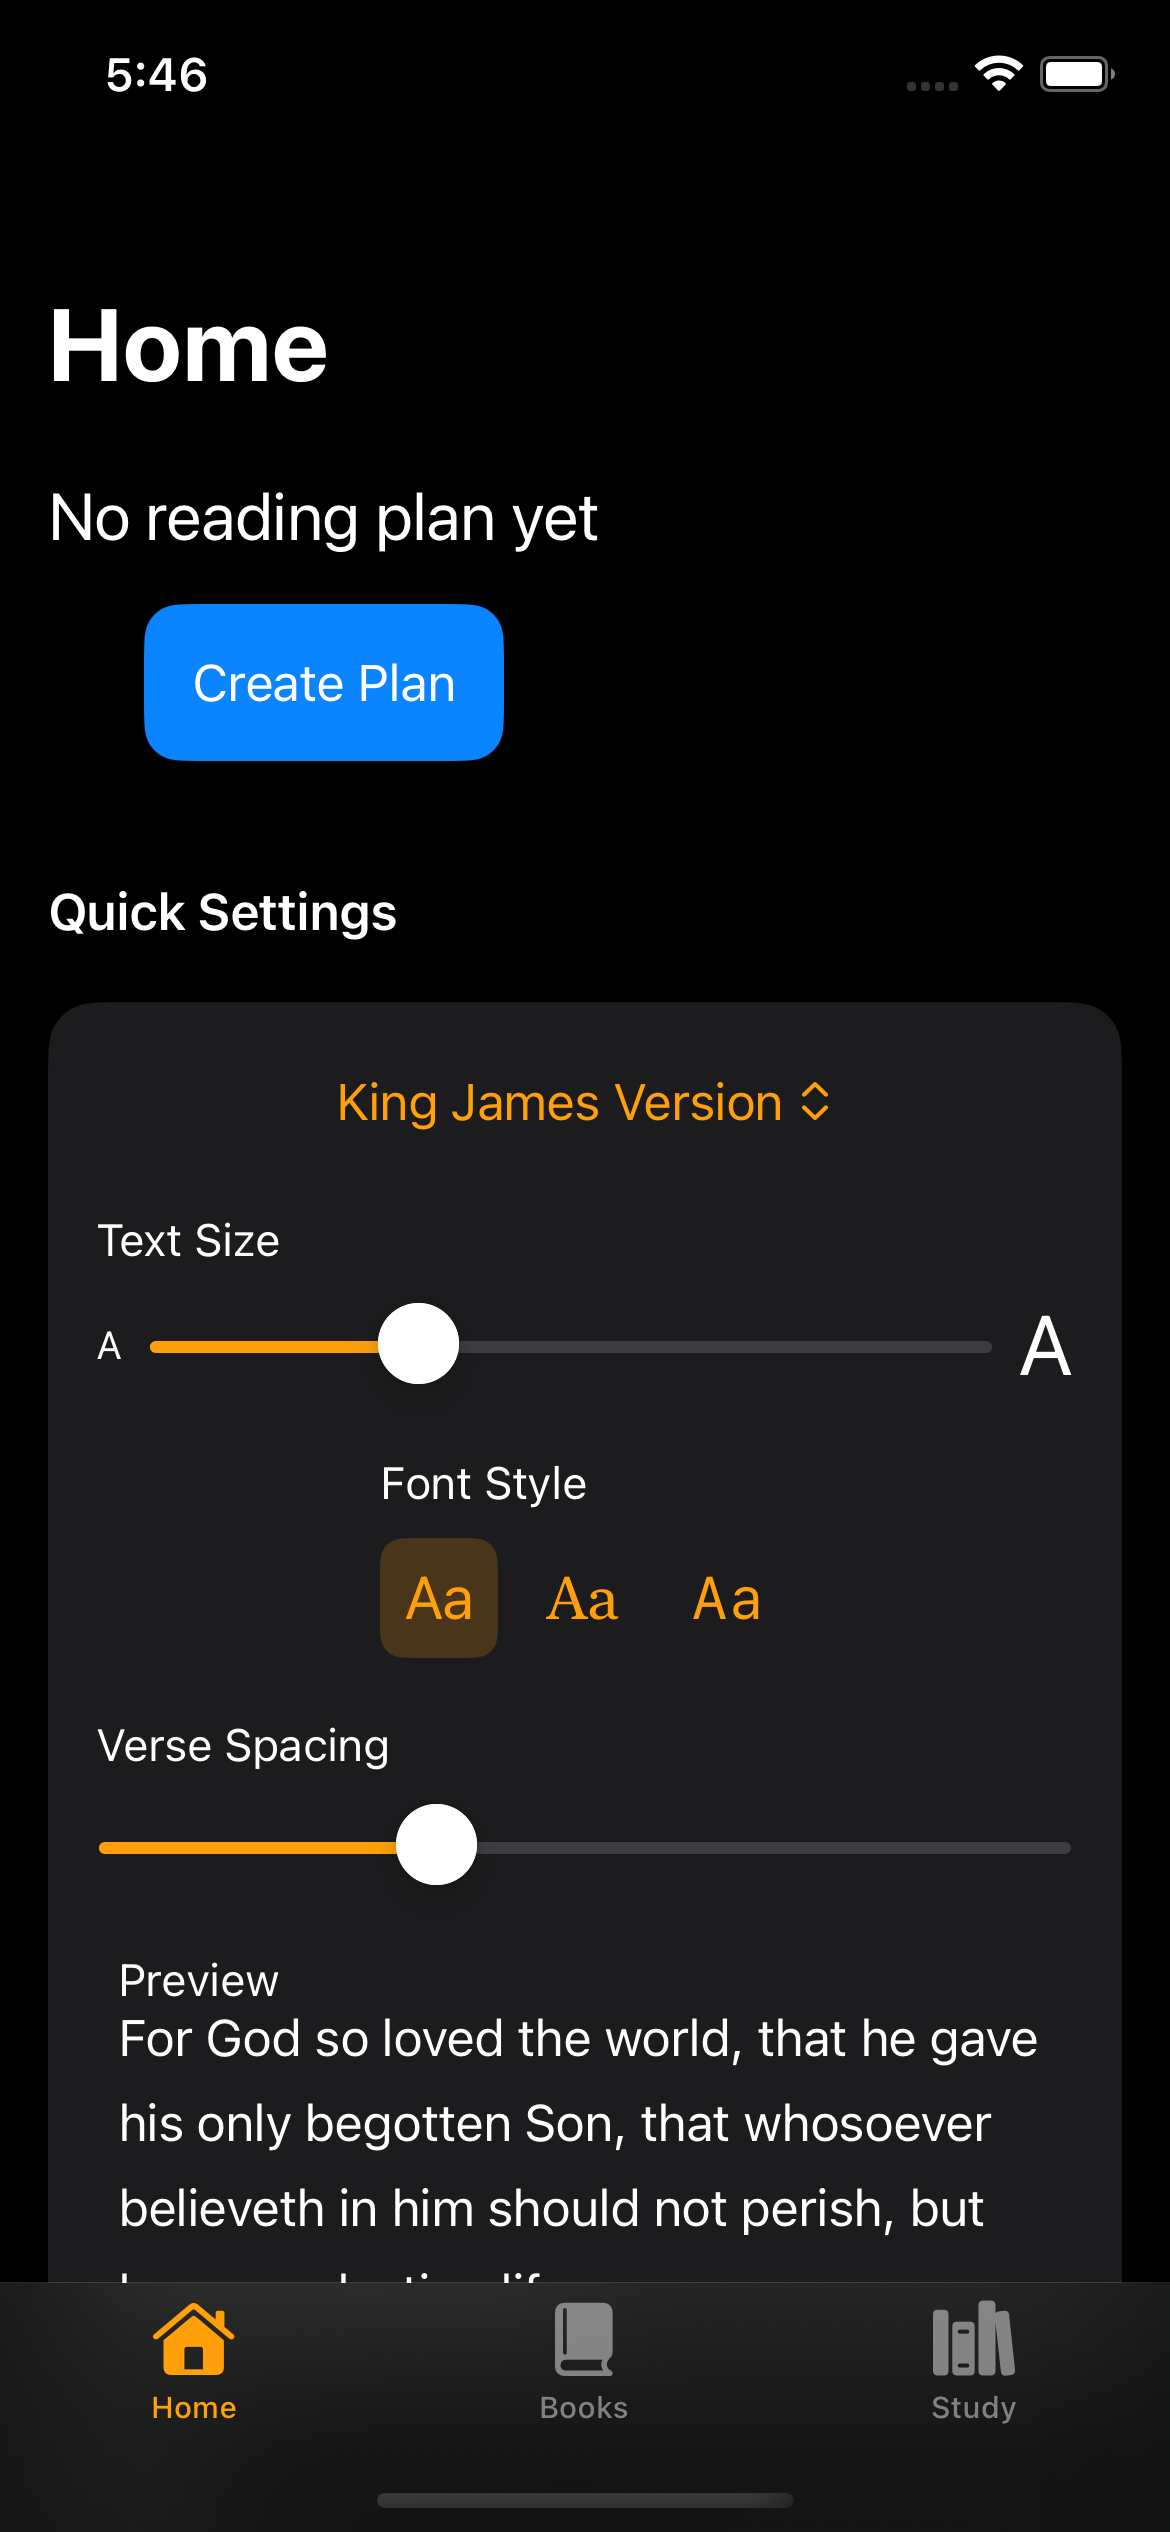 5:46
Home
No reading plan yet
Create Plan
Quick Settings
King James Version
Text Size
A A
Font Style
Aa Aa Aa
Verse Spacing
Preview
For God so loved the world, that he gave
his only begotten Son, that whosoever
believeth in him should not perish, but
Home Books Study